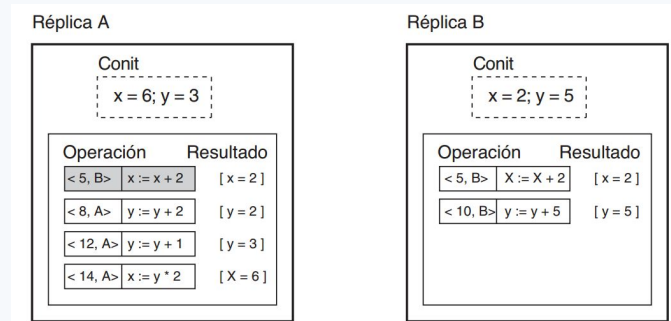 Réplica A
Conit
x = 6; y = 3
Operación Resultado
< 5, B> x := x + 2 [ x = 2 ]
< 8, A> y := y + 2 [ y = 2 ]
< 12, A> y := y + 1 [ y = 3 ]
< 14, A> x := y * 2 [ X = 6 ]
Réplica B
Conit
x = 2; y = 5
Operación Resultado
< 5, B> X := X + 2 [ x = 2 ]
< 10, B> y := y + 5 [ y = 5 ]